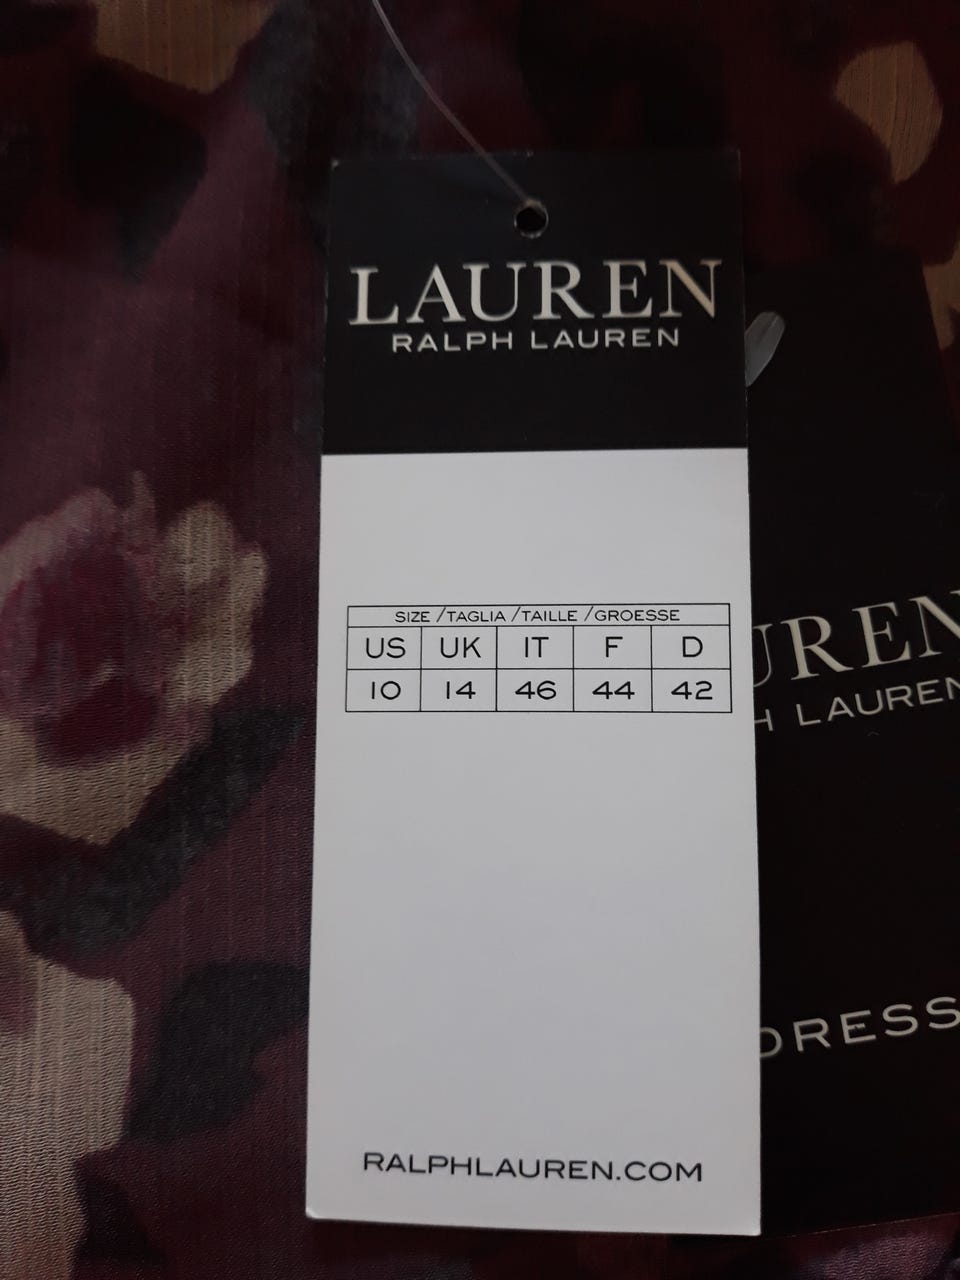 LAUREN
RALPH LAUREN
SIZE /TAGLIA /TAILLE /GROESSE
US UK IT F D
10 14 46 44 42
RALPHLAUREN.COM
UREN
H LAUREN
DRESS